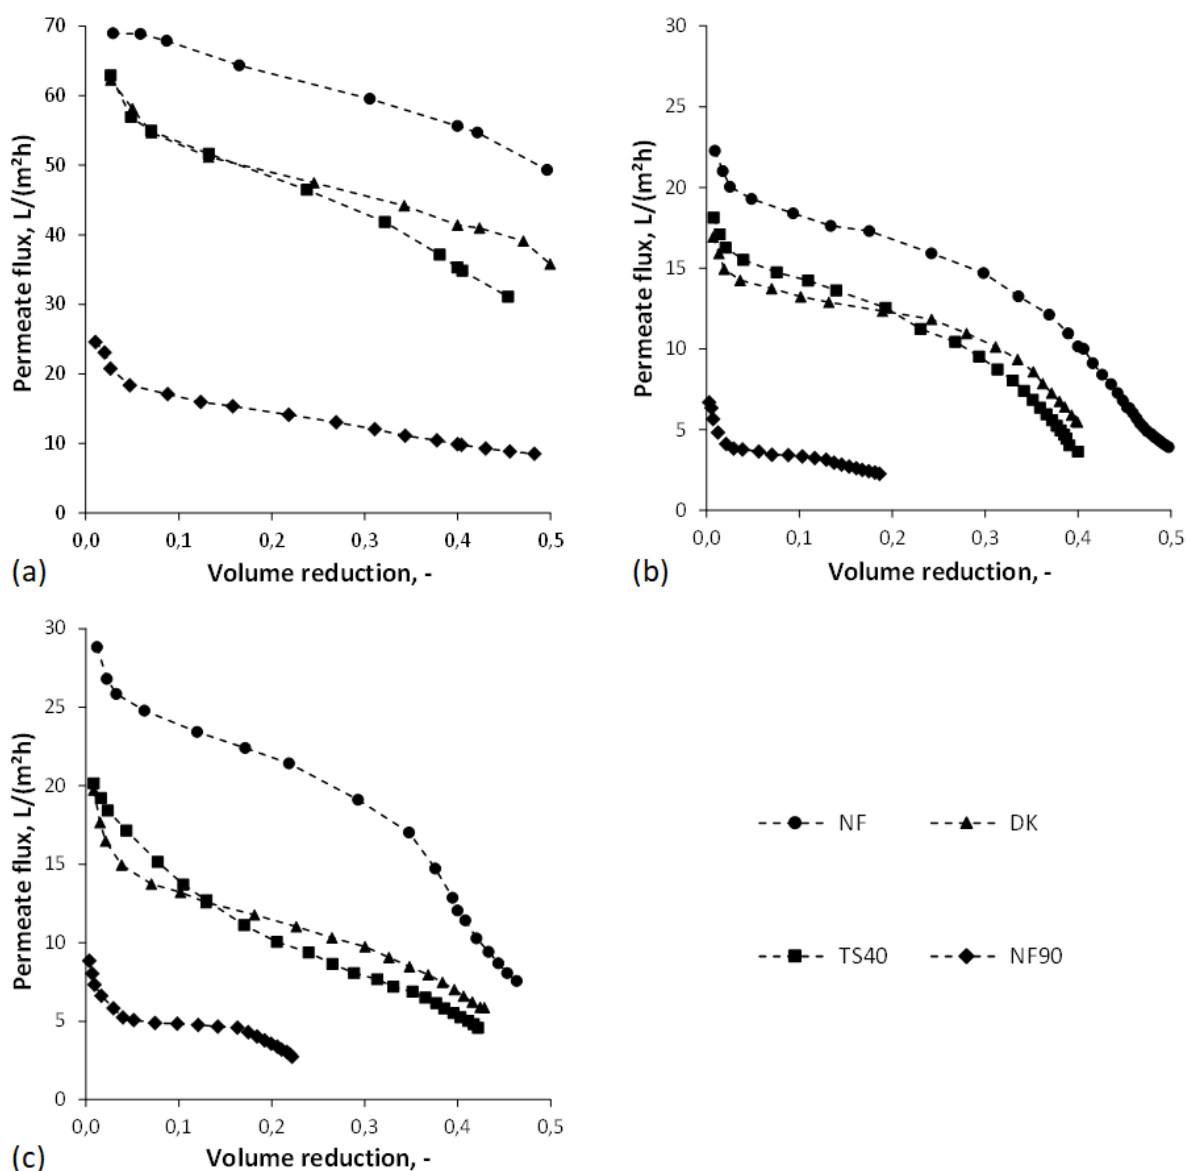 70
60
50
40
30
20
10
0
Permeate flux, L/(m²h)
0,0 0,1 0,2 0,3 0,4 0,5
Volume reduction, -
(a)
30
25
20
15
10
5
0
Permeate flux, L/(m²h)
0,0 0,1 0,2 0,3 0,4 0,5
Volume reduction, -
(b)
30
25
20
15
10
5
0
Permeate flux, L/(m²h)
0,0 0,1 0,2 0,3 0,4 0,5
Volume reduction, -
(c)
NF DK
TS40 NF90